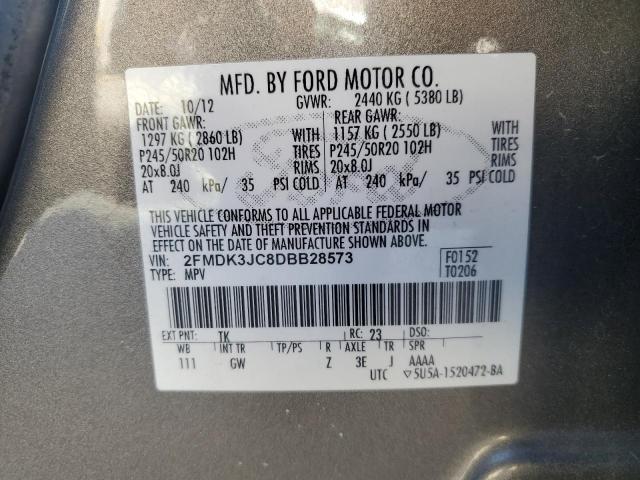 MFD. BY FORD MOTOR CO.
DATE: 10/12 GVWR: 2440 KG ( 5380 LB)
FRONT GAWR: REAR GAWR:
1297 KG ( 2860 LB) WITH 1157 KG ( 2550 LB) WITH
P245/50R20 102H TIRES P245/50R20 102H TIRES
20x8.0J RIMS 20x8.0J RIMS
AT 240 kPa/ 35 PSI COLD AT 240 kPa/ 35 PSI COLD
THIS VEHICLE CONFORMS TO ALL APPLICABLE FEDERAL MOTOR
VEHICLE SAFETY AND THEFT PREVENTION STANDARDS IN EFFECT
ON THE DATE OF MANUFACTURE SHOWN ABOVE.
VIN: 2FMDK3JC8DBB28573 F0152
TYPE: MPV T0206
EXT PNT: TK RC: 23 DSO:
WB INT TR TP/PS R AXLE TR SPR
111 GW Z 3E J AAAA
UTC ▽5U5A-1520472-BA
Ford